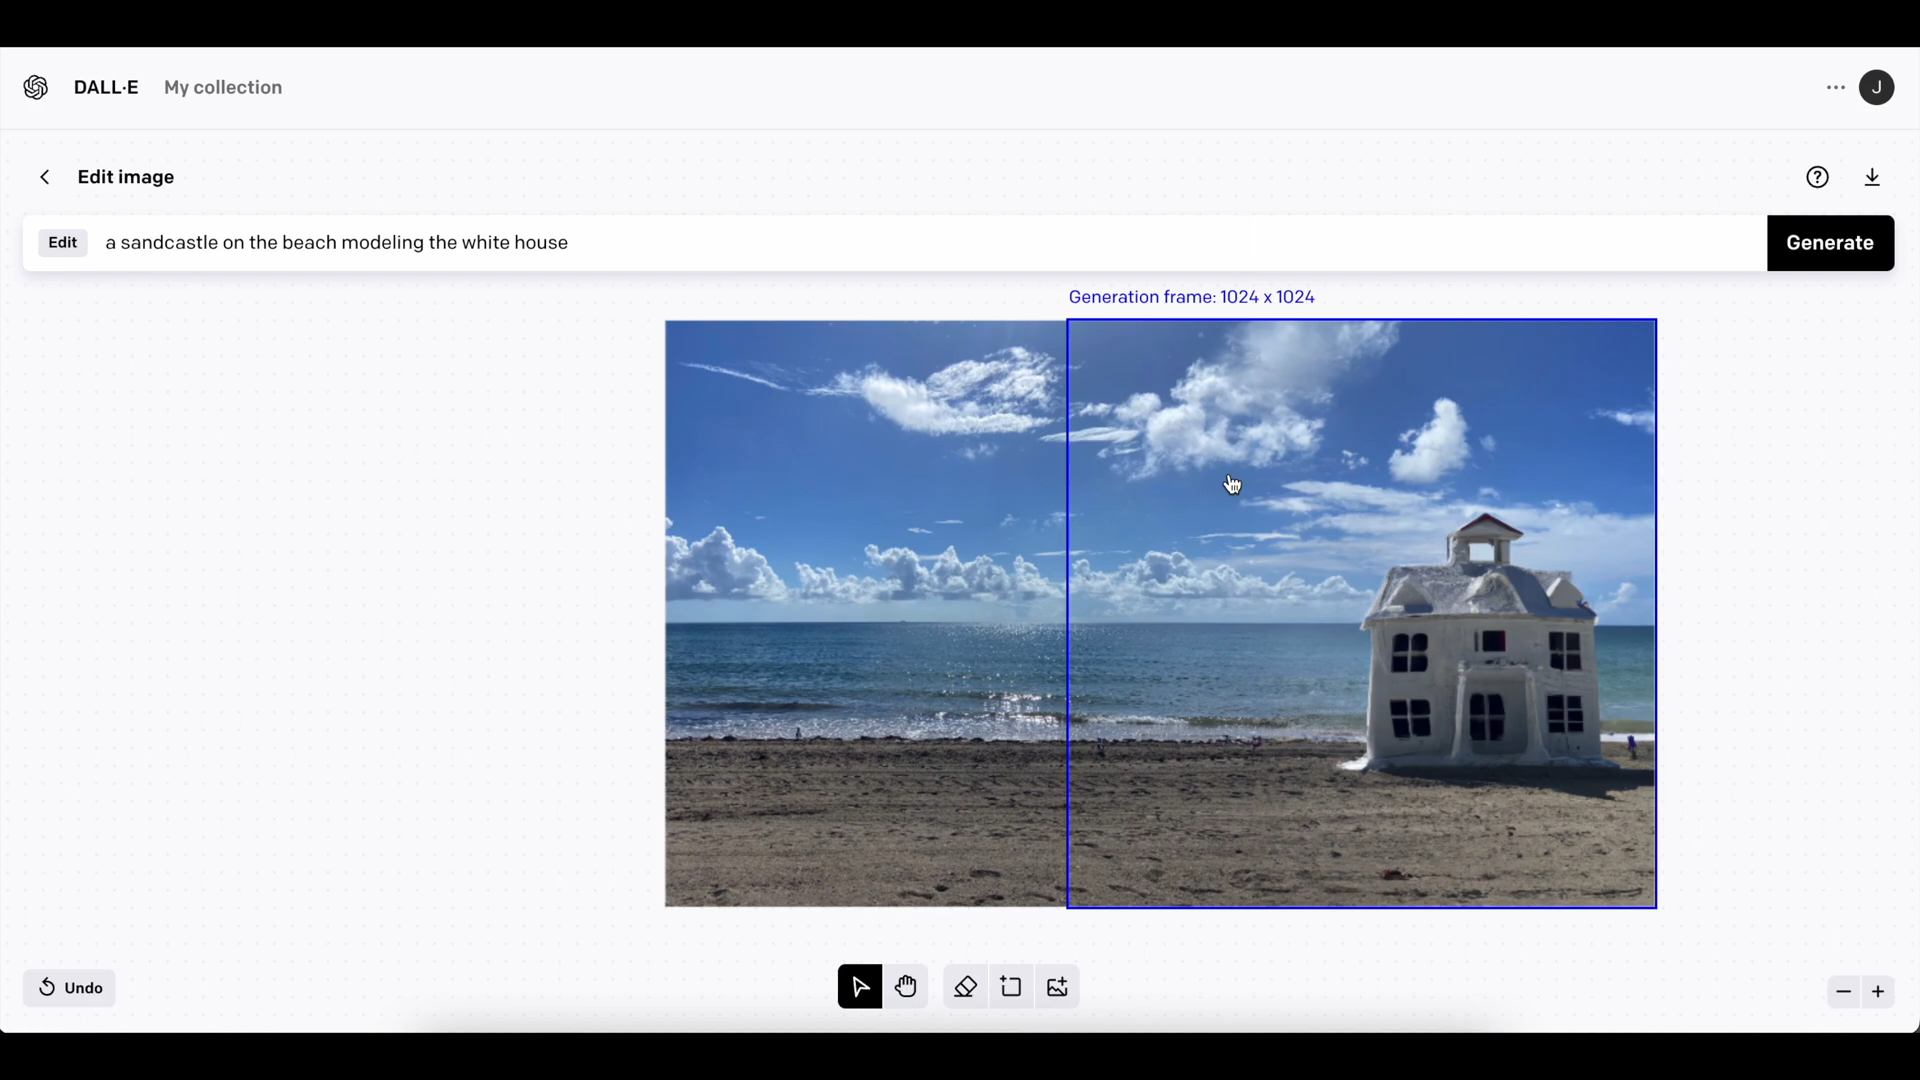 DALL·E My collection
J
Edit image
Edit a sandcastle on the beach modeling the white house Generate
Generation frame: 1024 x 1024
Undo